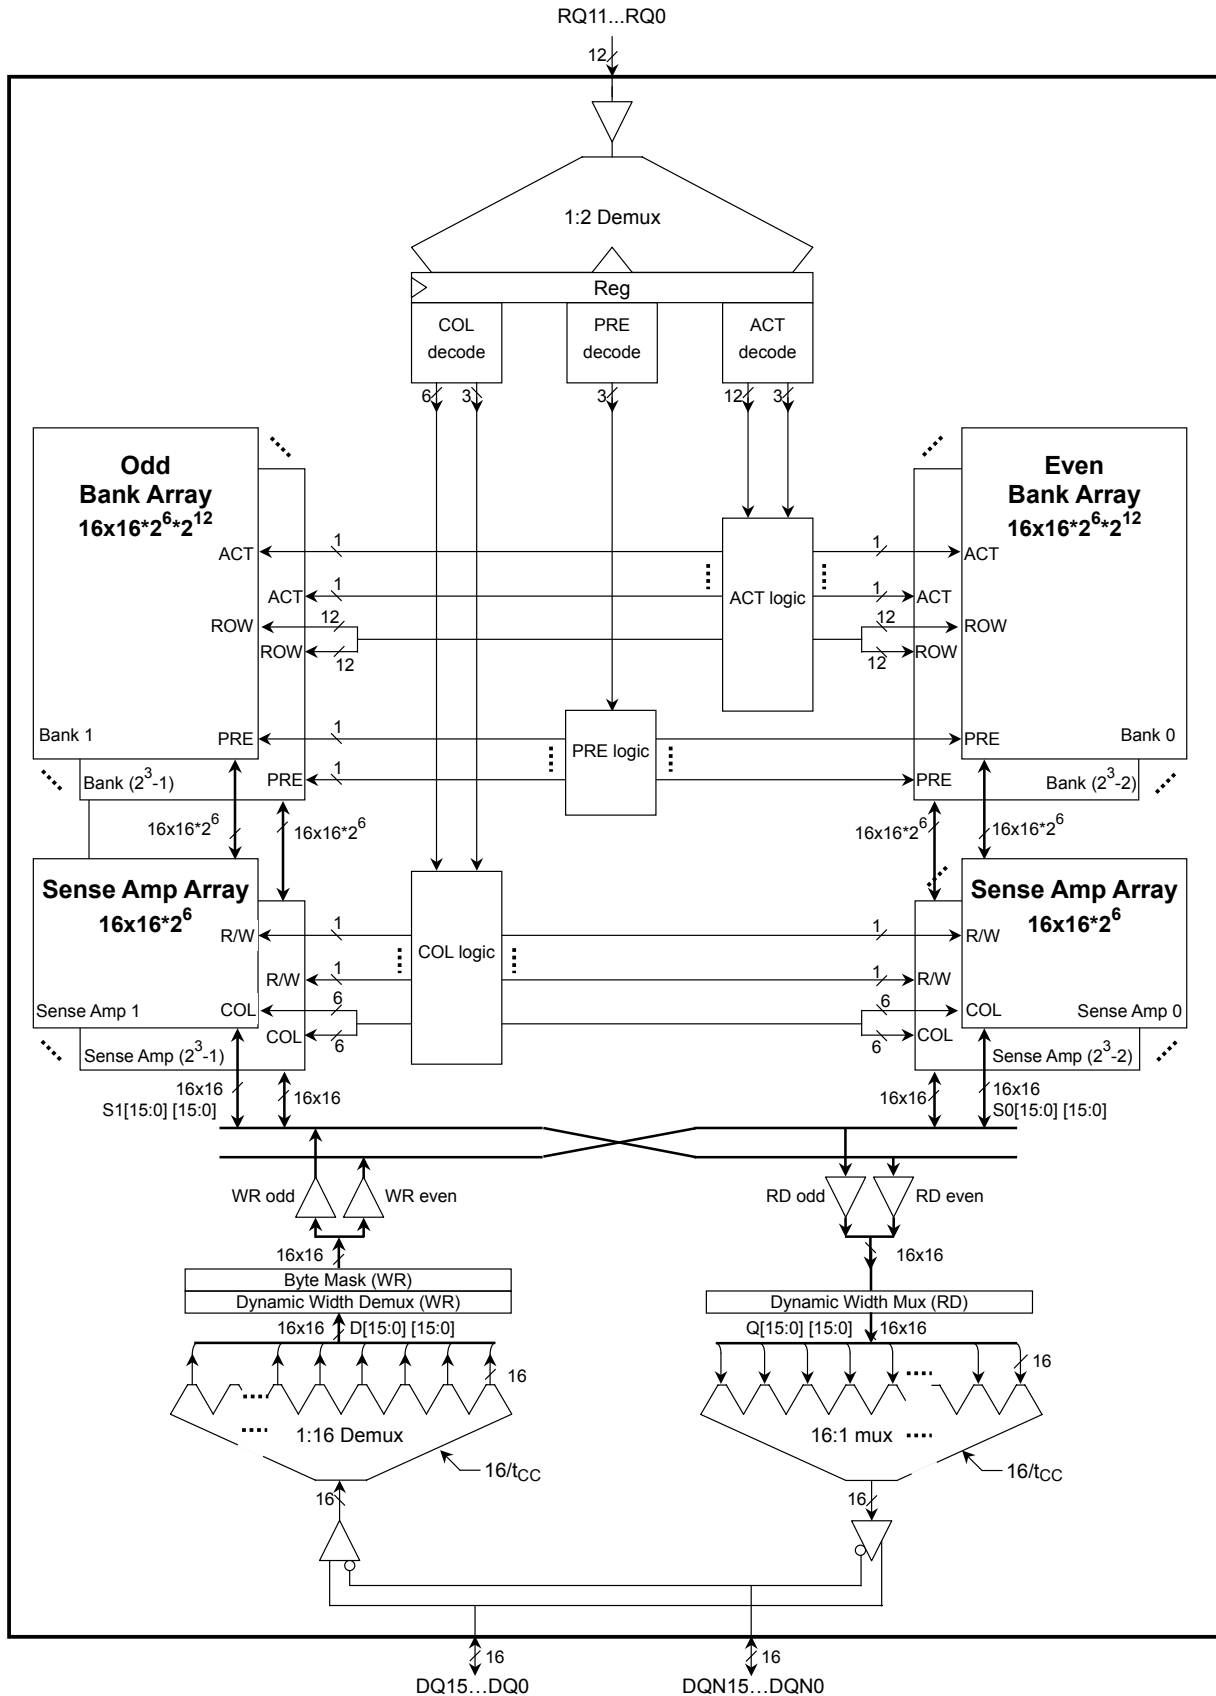 RQ11...RQ0
12
1:2 Demux
Reg
COL
decode
PRE
decode
ACT
decode
6
3
3
12
3
Odd
Bank Array
16x16*2^6*2^12
Even
Bank Array
16x16*2^6*2^12
ACT
1
1
ACT
ACT
1
ACT logic
1
ACT
ROW
12
12
ROW
ROW
12
12
ROW
Bank 1
PRE
1
PRE logic
PRE
Bank 0
Bank (2^3-1)
PRE
1
PRE
Bank (2^3-2)
16x16*2^6
16x16*2^6
16x16*2^6
16x16*2^6
Sense Amp Array
16x16*2^6
Sense Amp Array
16x16*2^6
R/W
1
1
R/W
COL logic
R/W
1
1
R/W
Sense Amp 1
COL
6
6
COL
Sense Amp 0
COL
6
6
COL
Sense Amp (2^3-1)
Sense Amp (2^3-2)
16x16
16x16
16x16
16x16
S1[15:0] [15:0]
S0[15:0] [15:0]
WR odd
WR even
RD odd
RD even
16x16
16x16
Byte Mask (WR)
Dynamic Width Demux (WR)
Dynamic Width Mux (RD)
16x16
D[15:0] [15:0]
Q[15:0] [15:0]
16x16
16
16
1:16 Demux
16:1 mux
16/tCC
16/tCC
16
16
16
16
DQ15...DQ0
DQN15...DQN0